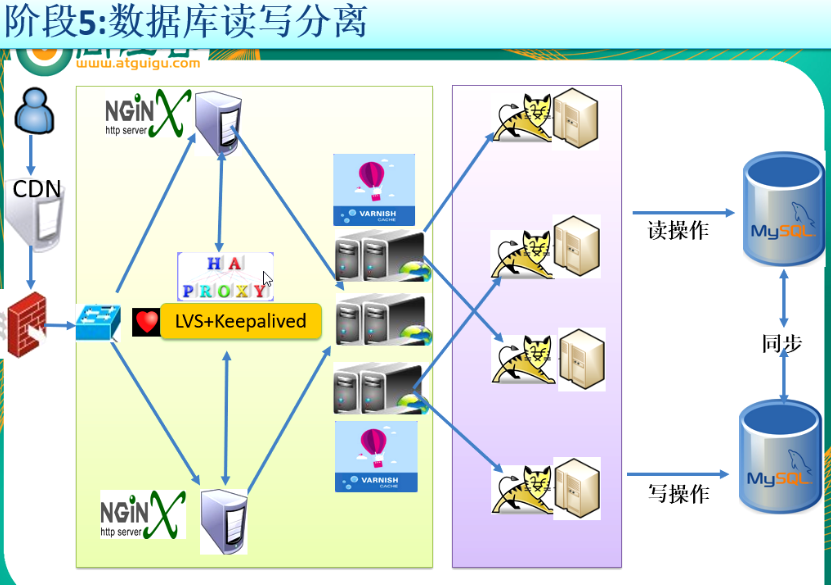 阶段5:数据库读写分离
www.atguigu.com
CDN
NGiNX
http server
VARNISH
CACHE
HA
PROXY
LVS+Keepalived
VARNISH
CACHE
NGiNX
http server
读操作
MySQL
同步
写操作
MySQL